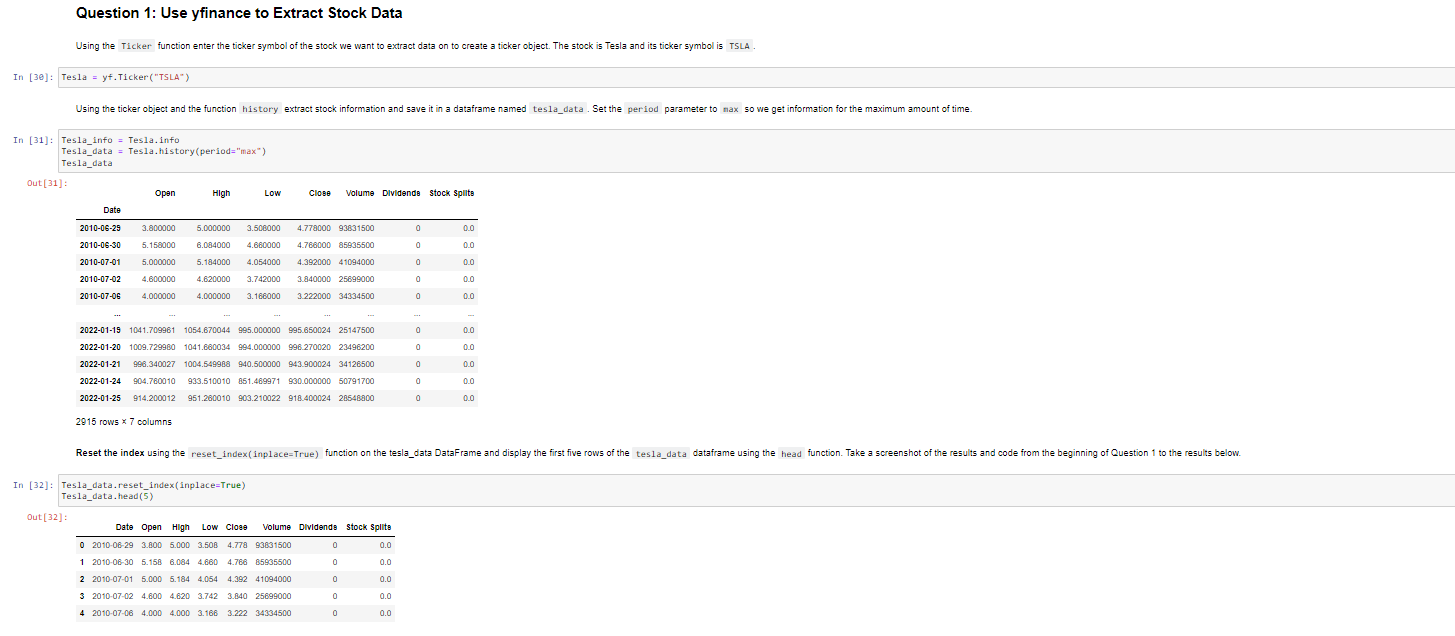 Question 1: Use yfinance to Extract Stock Data
Using the Ticker function enter the ticker symbol of the stock we want to extract data on to create a ticker object. The stock is Tesla and its ticker symbol is TSLA .
In [30]: Tesla = yf.Ticker("TSLA")
Using the ticker object and the function history extract stock information and save it in a dataframe named tesla_data . Set the period parameter to max so we get information for the maximum amount of time.
In [31]: Tesla_info = Tesla.info
Tesla_data = Tesla.history(period="max")
Tesla_data
Out[31]:
Open High Low Close Volume Dividends Stock Splits
Date
2010-06-29 3.800000 5.000000 3.508000 4.778000 93831500 0 0.0
2010-06-30 5.158000 6.084000 4.660000 4.766000 85935500 0 0.0
2010-07-01 5.000000 5.184000 4.054000 4.392000 41094000 0 0.0
2010-07-02 4.600000 4.620000 3.742000 3.840000 25699000 0 0.0
2010-07-06 4.000000 4.000000 3.166000 3.222000 34334500 0 0.0
... ... ... ... ... ... ... ...
2022-01-19 1041.709961 1054.670044 995.000000 995.650024 25147500 0 0.0
2022-01-20 1009.729980 1041.660034 994.000000 996.270020 23496200 0 0.0
2022-01-21 996.340027 1004.549988 940.500000 943.900024 34126500 0 0.0
2022-01-24 904.760010 933.510010 851.469971 930.000000 50791700 0 0.0
2022-01-25 914.200012 951.260010 903.210022 918.400024 28546800 0 0.0
2915 rows × 7 columns
Reset the index using the reset_index(inplace=True) function on the tesla_data DataFrame and display the first five rows of the tesla_data dataframe using the head function. Take a screenshot of the results and code from the beginning of Question 1 to the results below.
In [32]: Tesla_data.reset_index(inplace=True)
Tesla_data.head(5)
Out[32]:
Date Open High Low Close Volume Dividends Stock Splits
0 2010-06-29 3.800 5.000 3.508 4.778 93831500 0 0.0
1 2010-06-30 5.158 6.084 4.660 4.766 85935500 0 0.0
2 2010-07-01 5.000 5.184 4.054 4.392 41094000 0 0.0
3 2010-07-02 4.600 4.620 3.742 3.840 25699000 0 0.0
4 2010-07-06 4.000 4.000 3.166 3.222 34334500 0 0.0